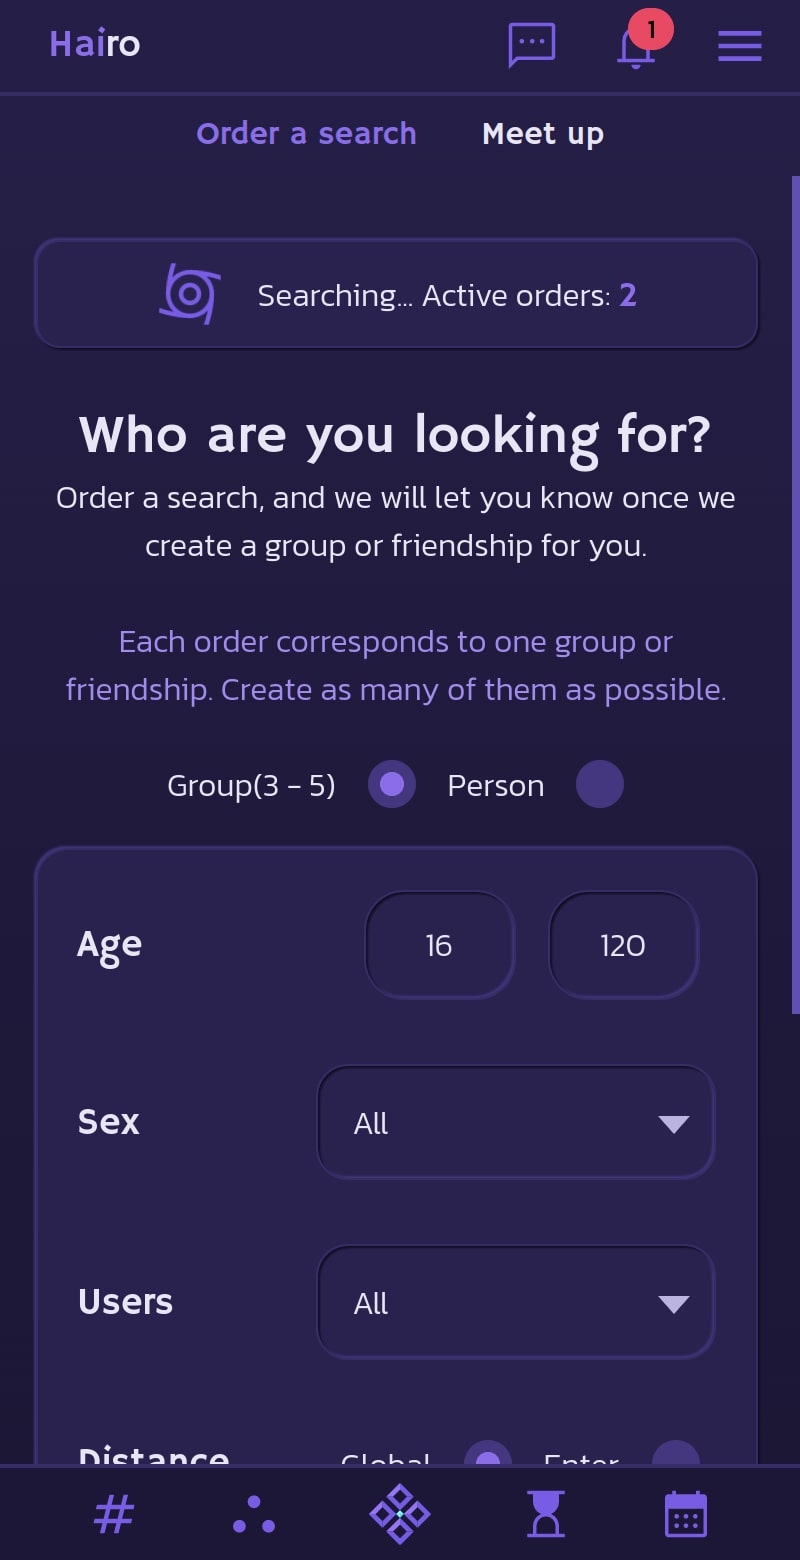 Hairo
1
Order a search Meet up
Searching... Active orders: 2
Who are you looking for?
Order a search, and we will let you know once we
create a group or friendship for you.
Each order corresponds to one group or
friendship. Create as many of them as possible.
Group(3 - 5) Person
Age 16 120
Sex All
Users All
Distance Global Enter
#